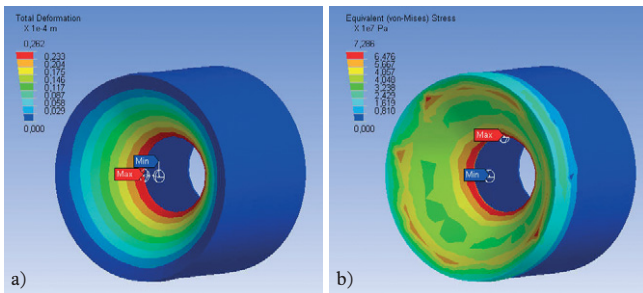 Total Deformation
X 1e-4 m
0,262
0,233
0,204
0,175
0,146
0,117
0,087
0,058
0,029
0,000
Min
Max
a)
Equivalent (von-Mises) Stress
X 1e7 Pa
7,286
6,476
5,667
4,057
4,048
3,238
2,429
1,619
0,810
0,000
Max
Min
b)